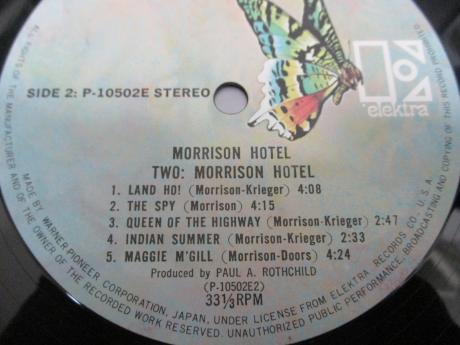 SIDE 2: P-10502E STEREO
elektra
MORRISON HOTEL
TWO: MORRISON HOTEL
1. LAND HO! (Morrison-Krieger) 4:08
2. THE SPY (Morrison) 4:15
3. QUEEN OF THE HIGHWAY (Morrison-Krieger) 2:47
4. INDIAN SUMMER (Morrison-Krieger) 2:33
5. MAGGIE M'GILL (Morrison-Doors) 4:24
Produced by PAUL A. ROTHCHILD
(P-10502E2)
33⅓RPM
ALL RIGHTS OF THE MANUFACTURER AND OF THE OWNER OF THE RECORDED WORK RESERVED. UNAUTHORIZED PUBLIC PERFORMANCE, BROADCASTING AND COPYING OF THIS RECORD PROHIBITED
MADE BY WARNER-PIONEER CORPORATION, JAPAN, UNDER LICENSE FROM ELEKTRA RECORDS CO., U.S.A.